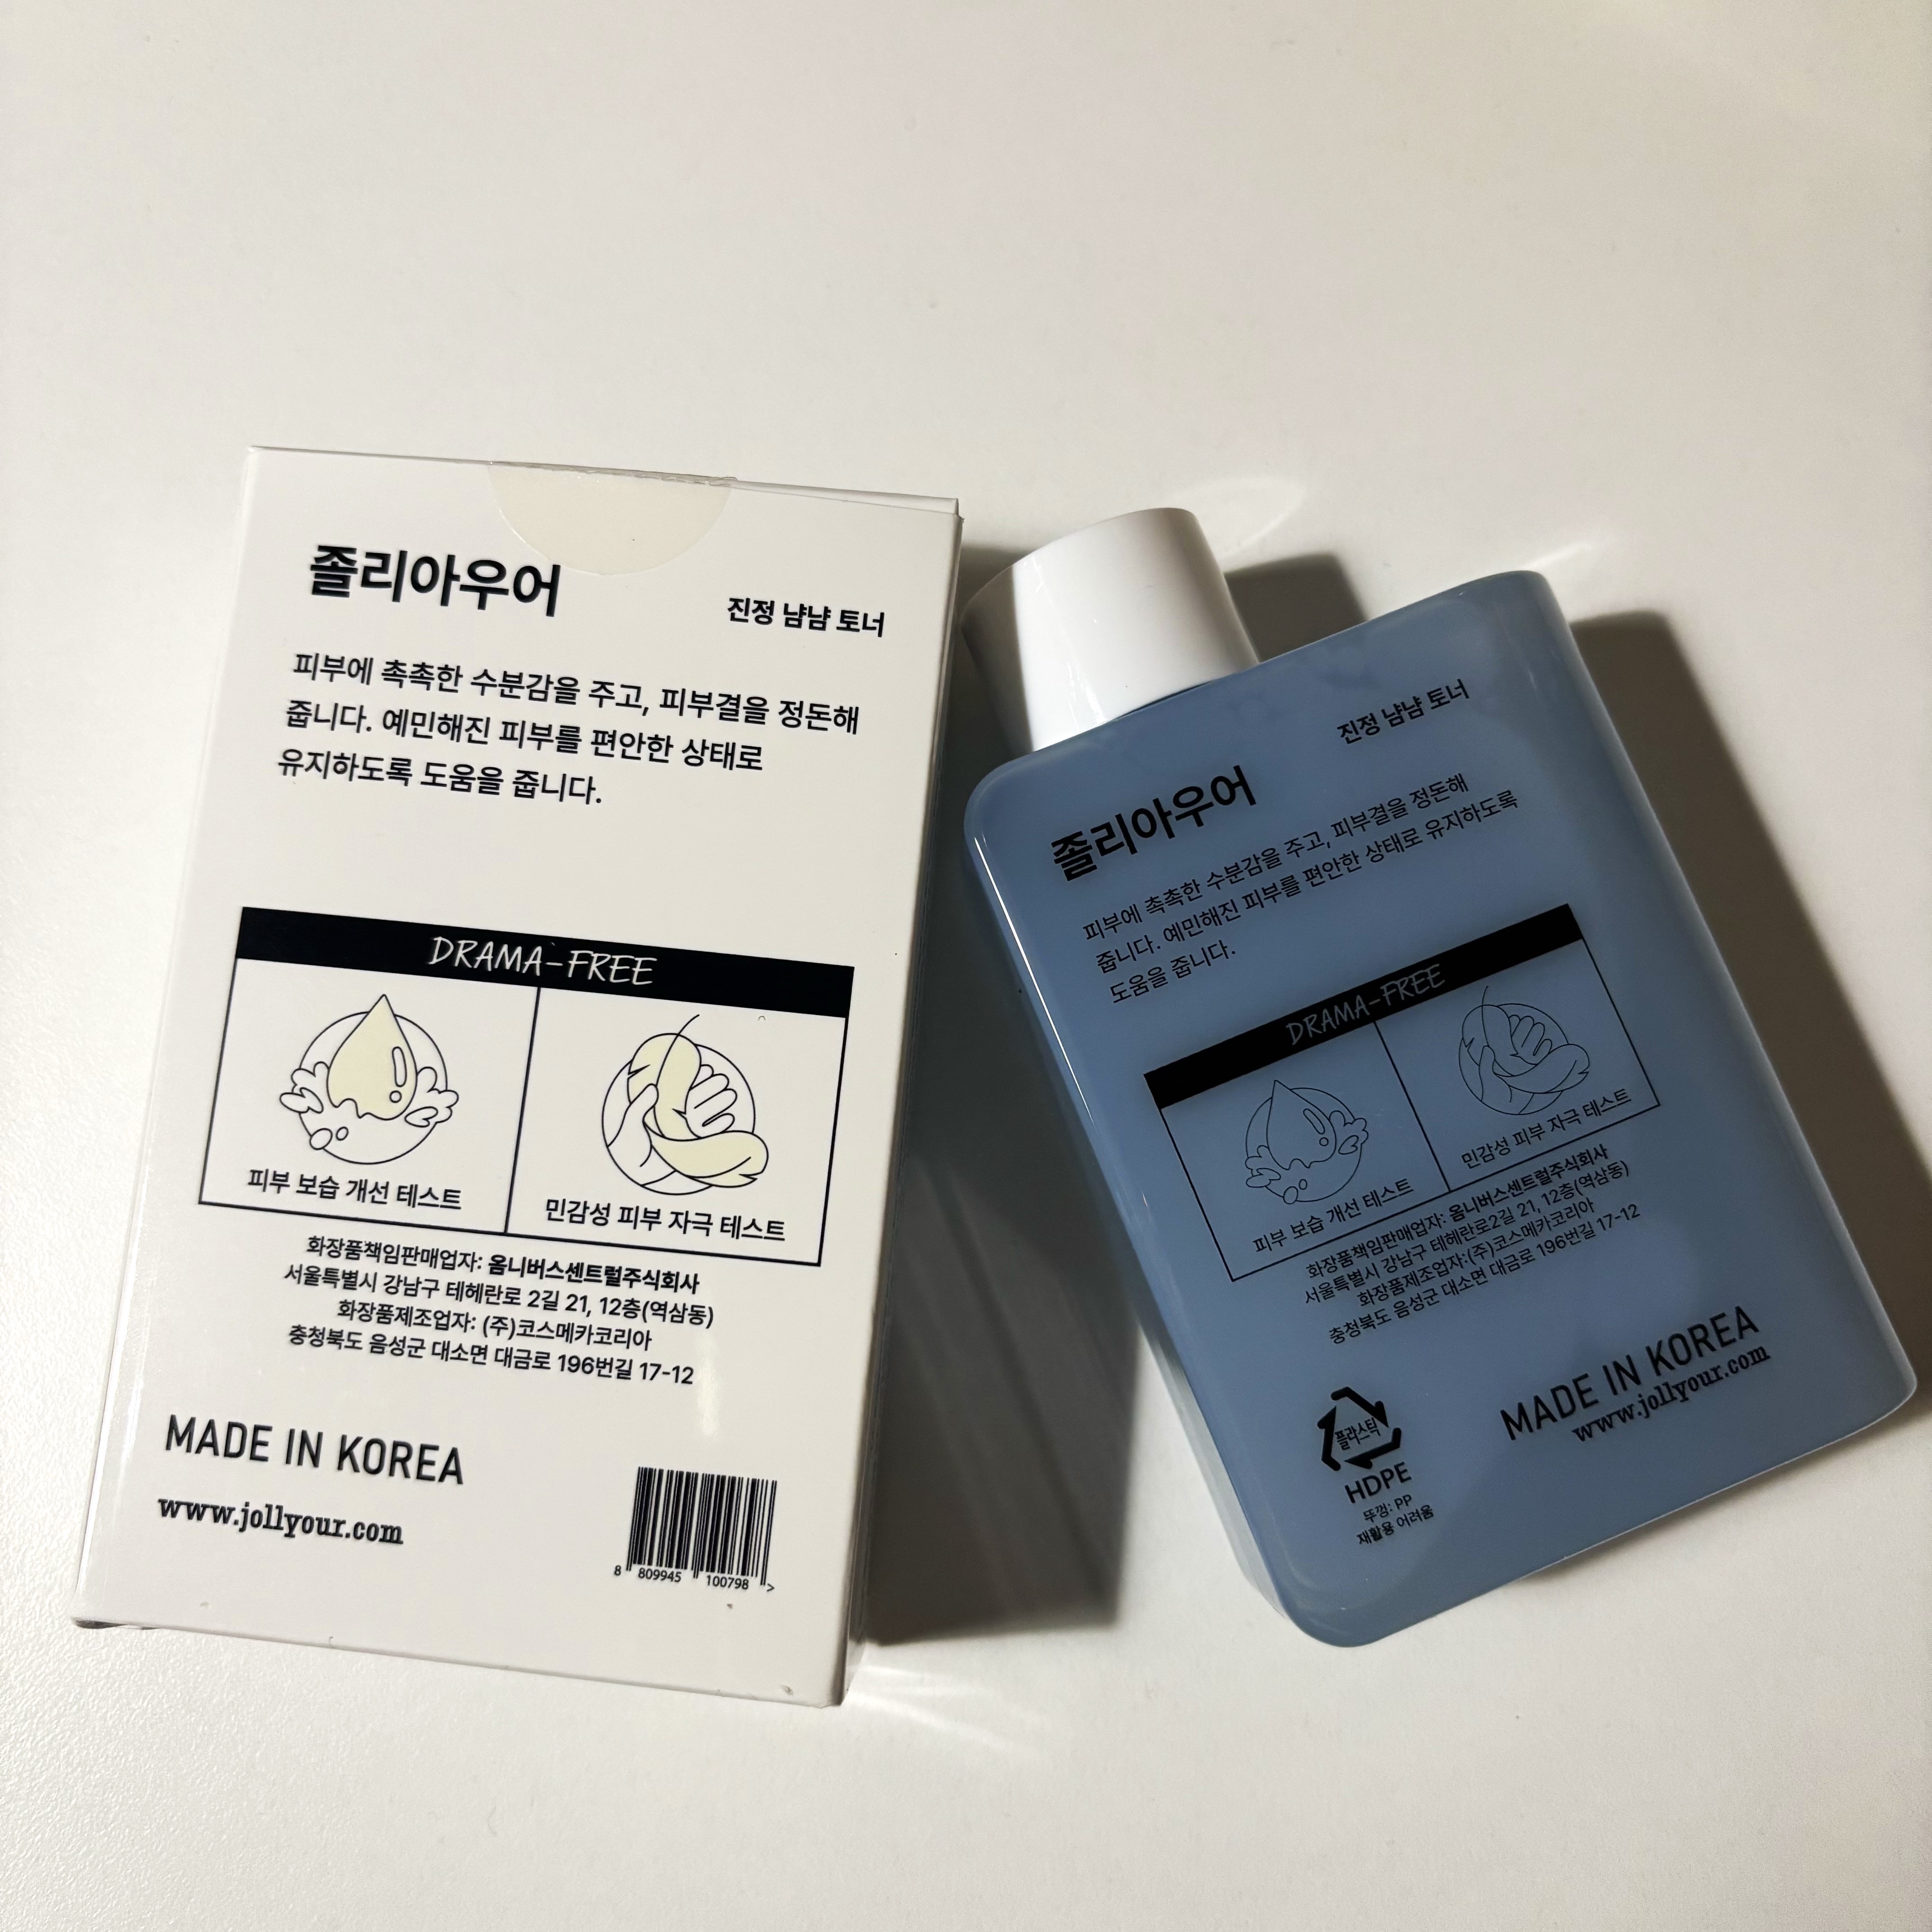 졸리아우어
진정 냠냠 토너
피부에 촉촉한 수분감을 주고, 피부결을 정돈해
줍니다. 예민해진 피부를 편안한 상태로
유지하도록 도움을 줍니다.
DRAMA-FREE
피부 보습 개선 테스트
민감성 피부 자극 테스트
화장품책임판매업자: 옴니버스센트럴주식회사
서울특별시 강남구 테헤란로 2길 21, 12층(역삼동)
화장품제조업자: (주)코스메카코리아
충청북도 음성군 대소면 대금로 196번길 17-12
MADE IN KOREA
www.jollyour.com
8 809945 100798 >
진정 냠냠 토너
졸리아우어
피부에 촉촉한 수분감을 주고, 피부결을 정돈해
줍니다. 예민해진 피부를 편안한 상태로 유지하도록
도움을 줍니다.
DRAMA-FREE
피부 보습 개선 테스트
민감성 피부 자극 테스트
화장품책임판매업자: 옴니버스센트럴주식회사
서울특별시 강남구 테헤란로2길 21, 12층(역삼동)
화장품제조업자:(주)코스메카코리아
충청북도 음성군 대소면 대금로 196번길 17-12
MADE IN KOREA
www.jollyour.com
플라스틱
HDPE
뚜껑: PP
재활용 어려움